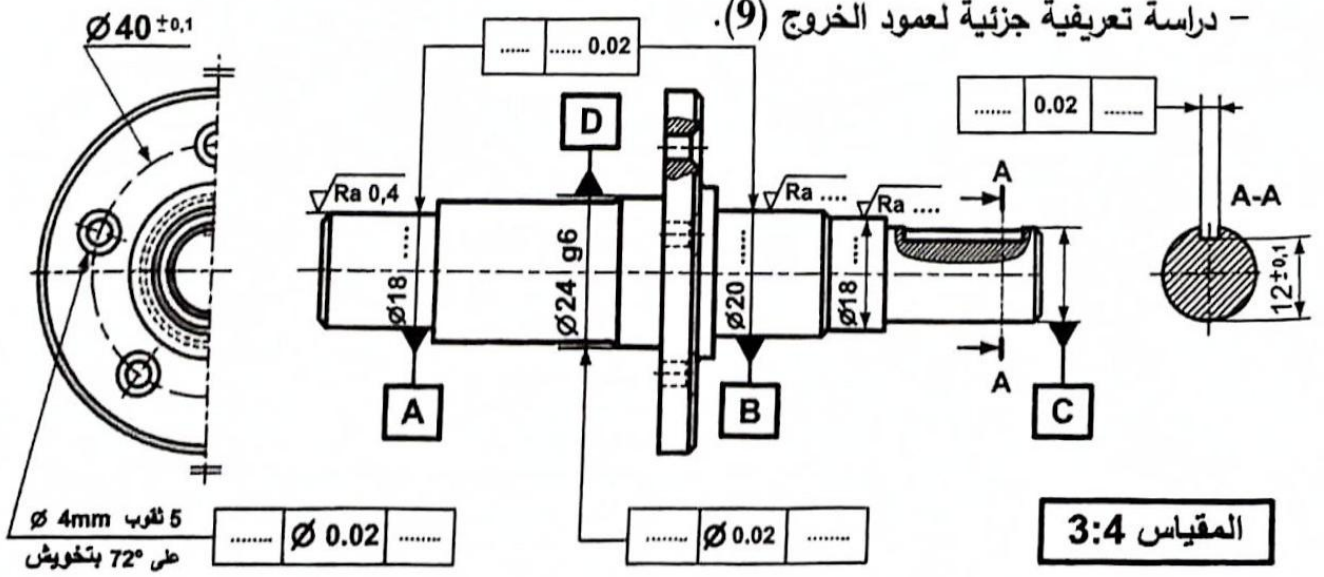 – دراسة تعريفية جزئية لعمود الخروج (9).
Ø40 ±0,1
...... ...... 0.02
....... 0.02 .......
D
Ra 0,4
Ra ....
Ra ....
A
A-A
Ø18 ....
Ø24 g6
Ø20 .....
Ø18 ....
12±0,1
A
A
B
C
5 ثقوب Ø 4mm
على 72° بتخويش
....... Ø 0.02 .......
....... Ø 0.02 .......
المقياس 3:4